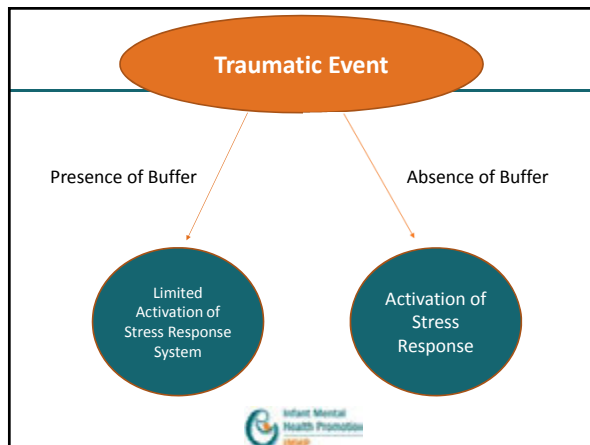 Traumatic Event
Presence of Buffer
Absence of Buffer
Limited
Activation of
Stress Response
System
Activation of
Stress
Response
Infant Mental
Health Promotion
IMHP